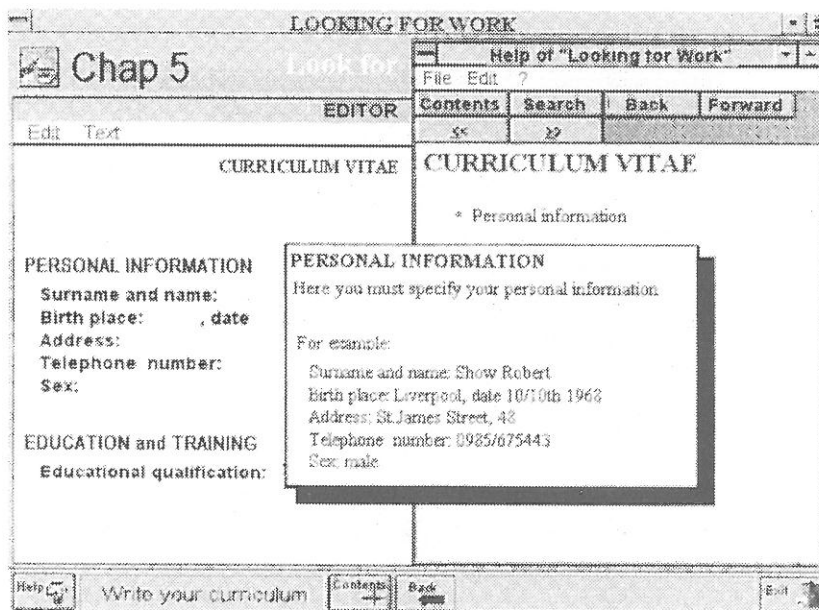 LOOKING FOR WORK
Chap 5
Look for
EDITOR
Edit Text
CURRICULUM VITAE
PERSONAL INFORMATION
Surname and name:
Birth place: , date
Address:
Telephone number:
Sex:
EDUCATION and TRAINING
Educational qualification:
Help of "Looking for Work"
File Edit ?
Contents Search Back Forward
<< >>
CURRICULUM VITAE
* Personal information
PERSONAL INFORMATION
Here you must specify your personal information
For example:
Surname and name: Show Robert
Birth place: Liverpool, date 10/10th 1968
Address: St.James Street, 48
Telephone number: 0985/675443
Sex: male
Help
Write your curriculum
Contents
Back
Exit